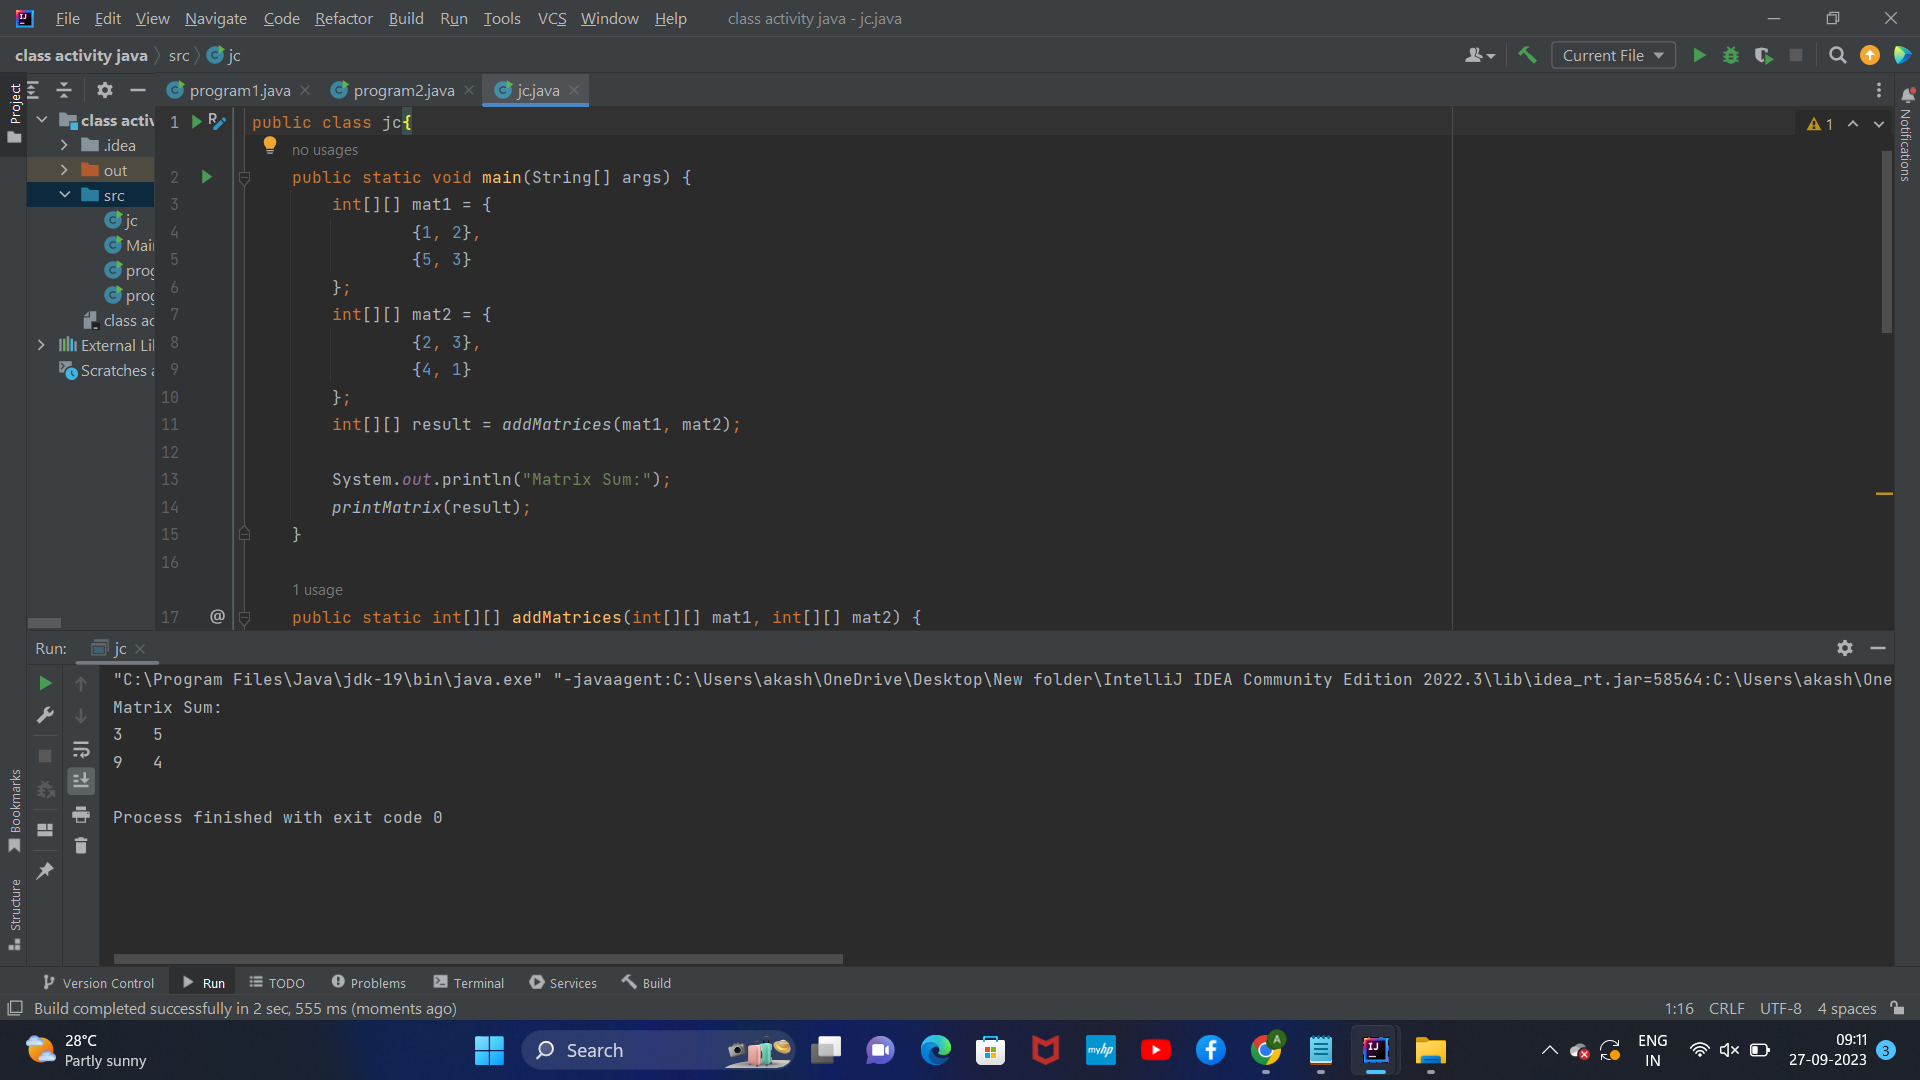 File Edit View Navigate Code Refactor Build Run Tools VCS Window Help class activity java - jc.java
class activity java src jc
Current File
Project
program1.java program2.java jc.java
class activ
.idea
out
src
jc
Mai
prog
prog
class ac
External Li
Scratches a
1 public class jc{
no usages
2 public static void main(String[] args) {
3 int[][] mat1 = {
4 {1, 2},
5 {5, 3}
6 };
7 int[][] mat2 = {
8 {2, 3},
9 {4, 1}
10 };
11 int[][] result = addMatrices(mat1, mat2);
12
13 System.out.println("Matrix Sum:");
14 printMatrix(result);
15 }
16
1 usage
17 @ public static int[][] addMatrices(int[][] mat1, int[][] mat2) {
1
Notifications
Run: jc
"C:\Program Files\Java\jdk-19\bin\java.exe" "-javaagent:C:\Users\akash\OneDrive\Desktop\New folder\IntelliJ IDEA Community Edition 2022.3\lib\idea_rt.jar=58564:C:\Users\akash\One
Matrix Sum:
3 5
9 4
Process finished with exit code 0
Bookmarks
Structure
Version Control Run TODO Problems Terminal Services Build
Build completed successfully in 2 sec, 555 ms (moments ago)
1:16 CRLF UTF-8 4 spaces
28°C
Partly sunny
Search
myhp
A
IJ
ENG
IN
09:11
27-09-2023
3